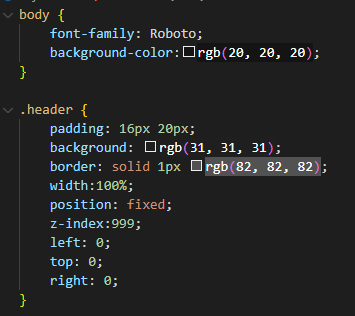 body {
font-family: Roboto;
background-color: rgb(20, 20, 20);
}
.header {
padding: 16px 20px;
background: rgb(31, 31, 31);
border: solid 1px rgb(82, 82, 82);
width:100%;
position: fixed;
z-index:999;
left: 0;
top: 0;
right: 0;
}